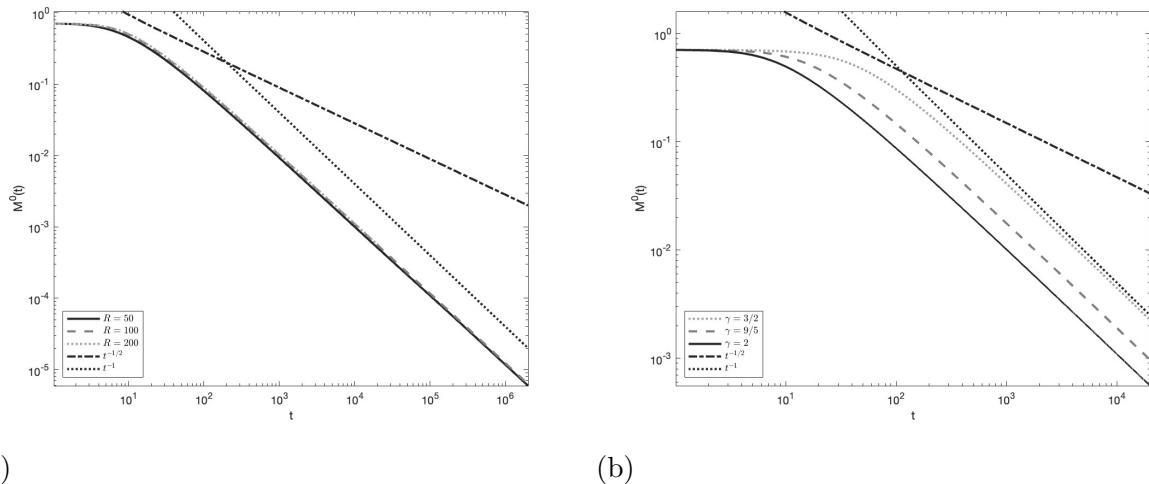 10^0
10^-1
10^-2
10^-3
10^-4
10^-5
M^0(t)
R = 50
R = 100
R = 200
t^{-1/2}
t^{-1}
10^1 10^2 10^3 10^4 10^5 10^6
t
)
10^0
10^-1
10^-2
10^-3
M^0(t)
γ = 3/2
γ = 9/5
γ = 2
t^{-1/2}
t^{-1}
10^1 10^2 10^3 10^4
t
(b)